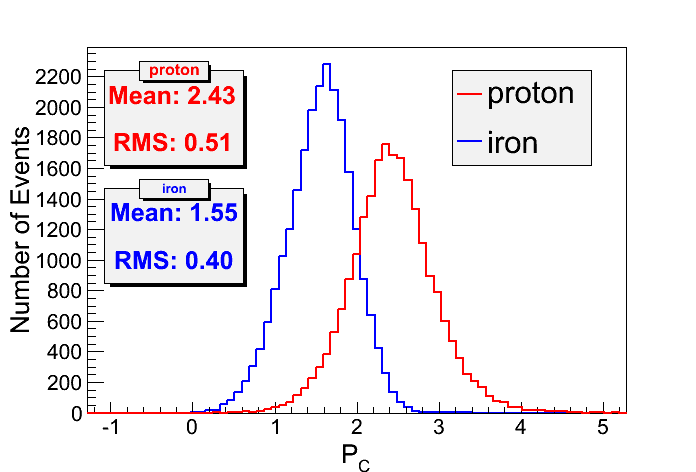 proton
Mean: 2.43
RMS: 0.51
iron
Mean: 1.55
RMS: 0.40
proton
iron
Number of Events
2200
2000
1800
1600
1400
1200
1000
800
600
400
200
0
-1 0 1 2 3 4 5
P_C